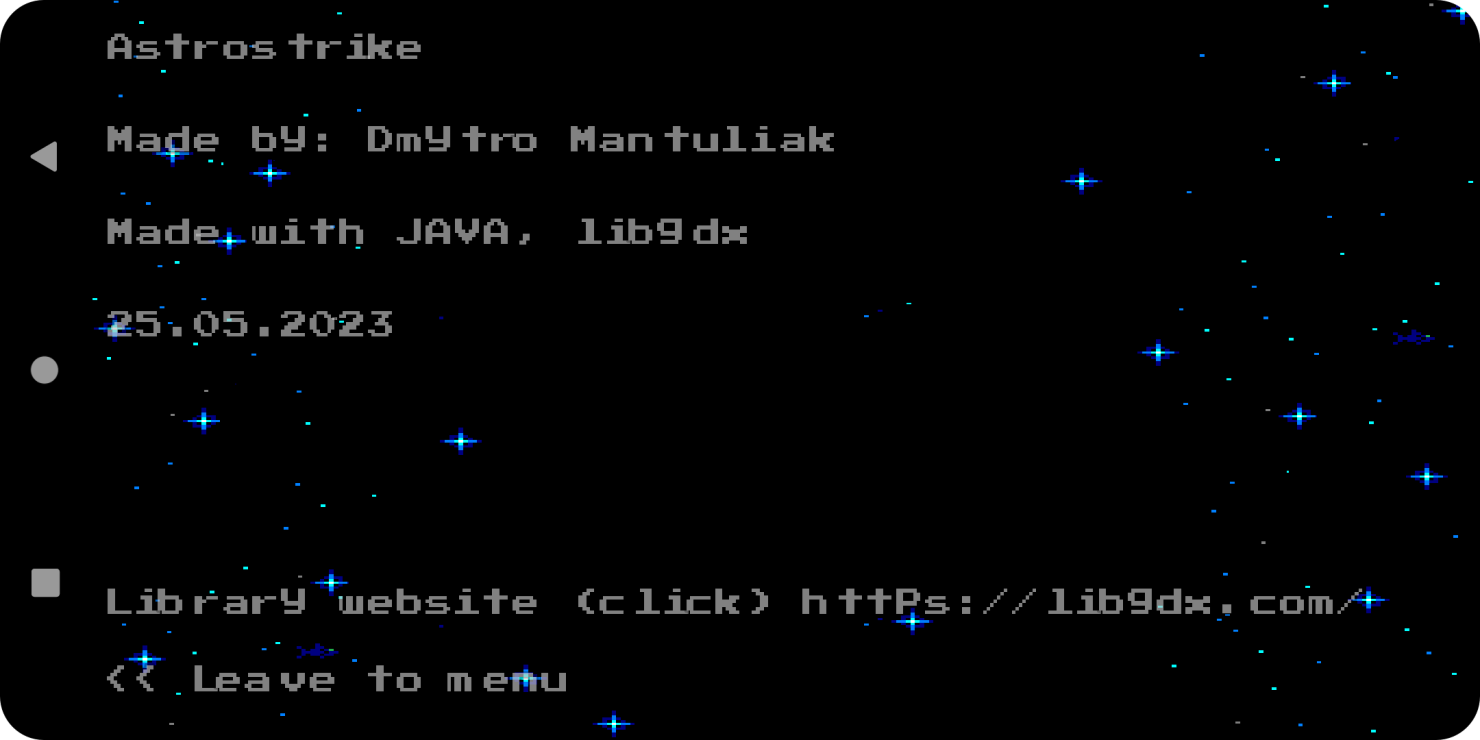 Astrostrike
Made by: Dmytro Mantuliak
Made with JAVA, libgdx
25.05.2023
Library website (click) https://libgdx.com/
<< Leave to menu